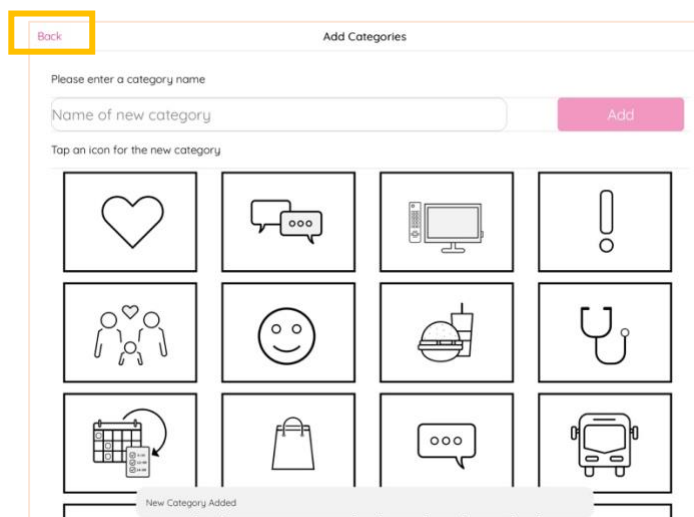 Back
Add Categories
Please enter a category name
Name of new category
Add
Tap an icon for the new category
New Category Added